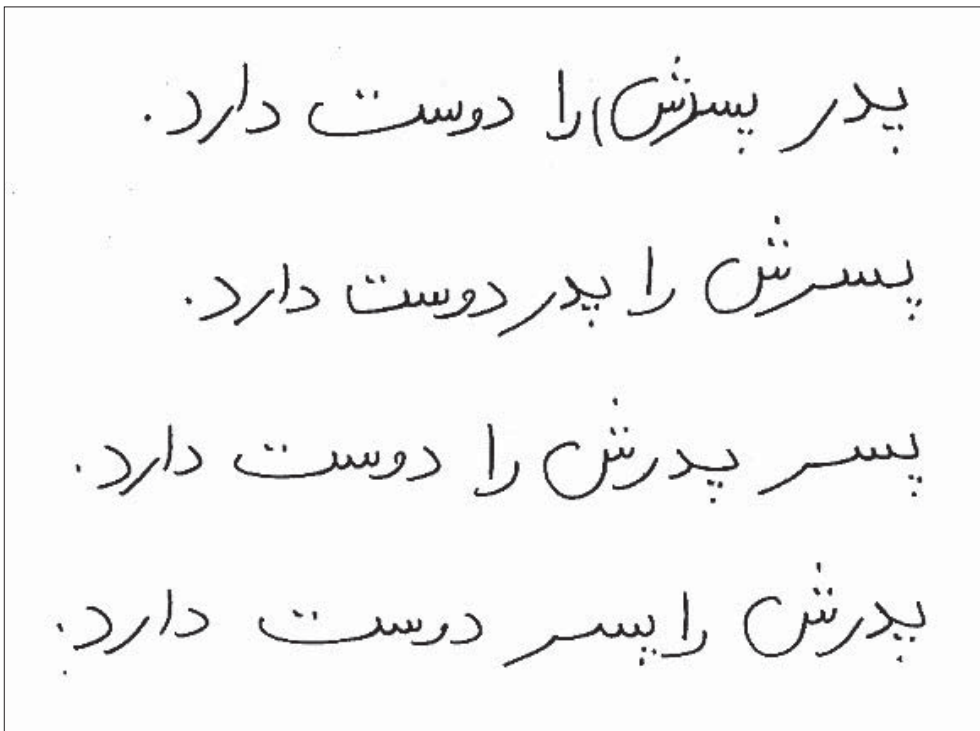 پدر پسرش را دوست دارد.
پسرش را پدر دوست دارد.
پسر پدرش را دوست دارد.
پدرش را پسر دوست دارد.